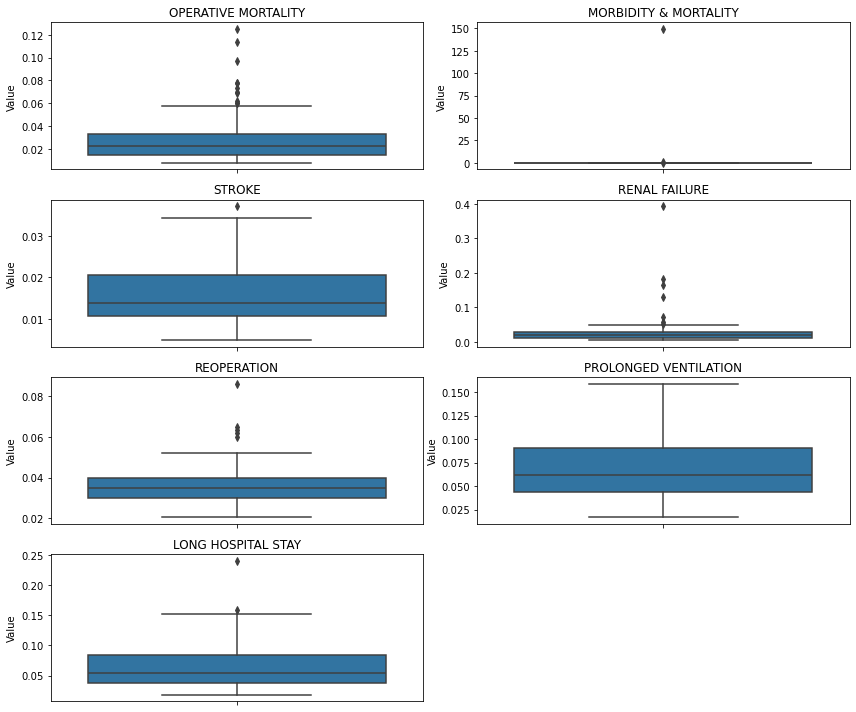 OPERATIVE MORTALITY
Value
0.12
0.10
0.08
0.06
0.04
0.02
MORBIDITY & MORTALITY
Value
150
125
100
75
50
25
0
STROKE
Value
0.03
0.02
0.01
RENAL FAILURE
Value
0.4
0.3
0.2
0.1
0.0
REOPERATION
Value
0.08
0.06
0.04
0.02
PROLONGED VENTILATION
Value
0.150
0.125
0.100
0.075
0.050
0.025
LONG HOSPITAL STAY
Value
0.25
0.20
0.15
0.10
0.05